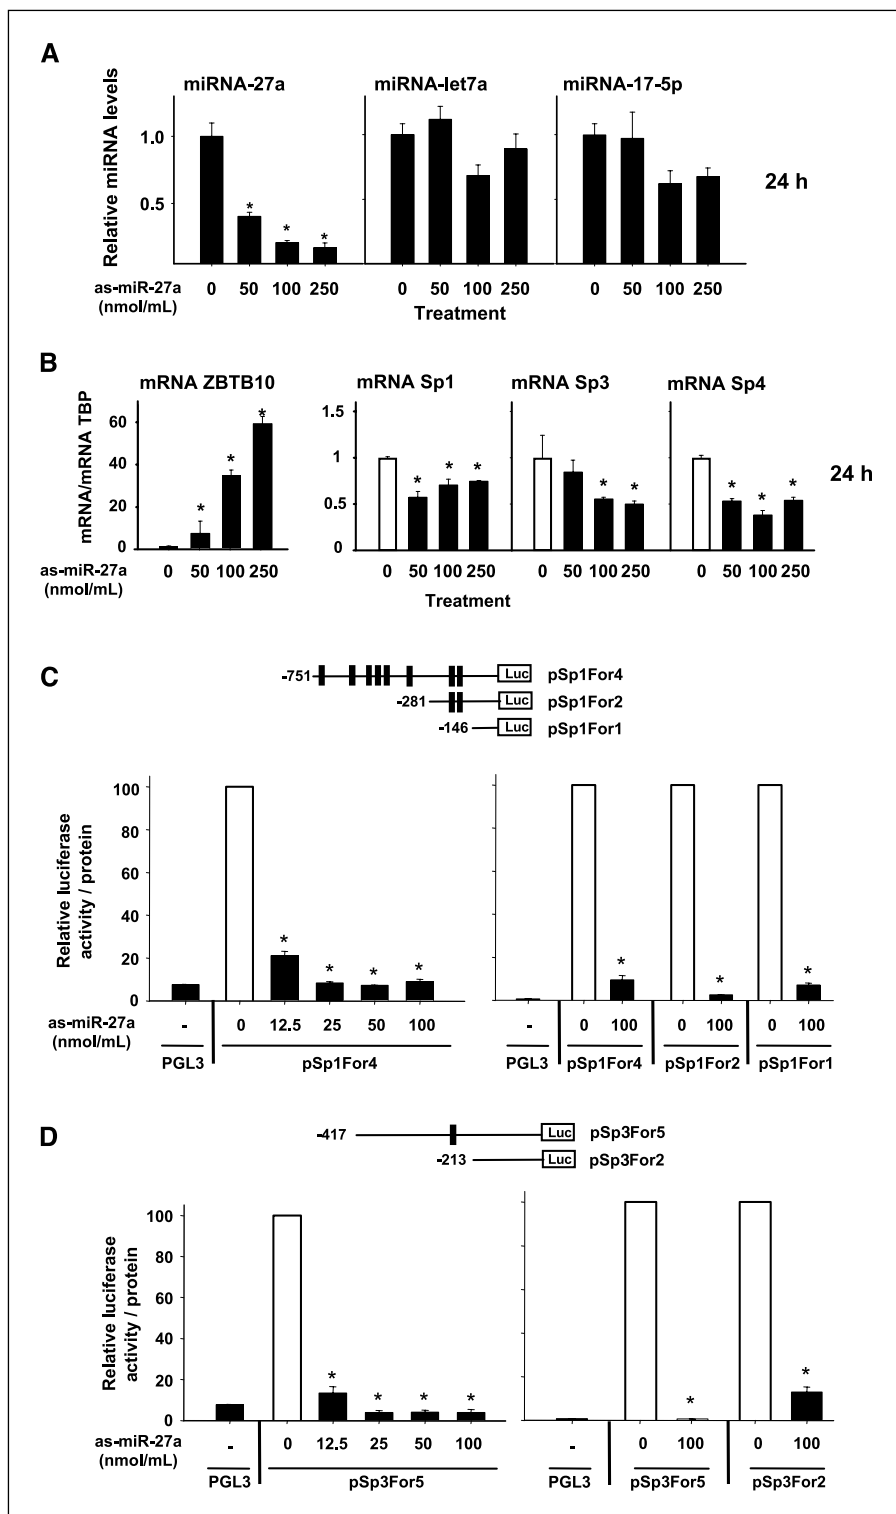 A
miRNA-27a miRNA-let7a miRNA-17-5p
Relative miRNA levels
1.0
0.5
* * *
24 h
as-miR-27a (nmol/mL)
0 50 100 250 0 50 100 250 0 50 100 250
Treatment
B
mRNA ZBTB10 mRNA Sp1 mRNA Sp3 mRNA Sp4
mRNA/mRNA TBP
60
40
20
0
* * *
1.5
1
0.5
0
* * * * * * * *
24 h
as-miR-27a (nmol/mL)
0 50 100 250 0 50 100 250 0 50 100 250 0 50 100 250
Treatment
C
-751 Luc pSp1For4
-281 Luc pSp1For2
-146 Luc pSp1For1
Relative luciferase activity / protein
100
80
60
40
20
0
* * * * * * *
as-miR-27a (nmol/mL)
- 0 12.5 25 50 100 - 0 100 0 100 0 100
PGL3 pSp1For4 PGL3 pSp1For4 pSp1For2 pSp1For1
D
-417 Luc pSp3For5
-213 Luc pSp3For2
Relative luciferase activity / protein
100
80
60
40
20
0
* * * * * *
as-miR-27a (nmol/mL)
- 0 12.5 25 50 100 - 0 100 0 100
PGL3 pSp3For5 PGL3 pSp3For5 pSp3For2